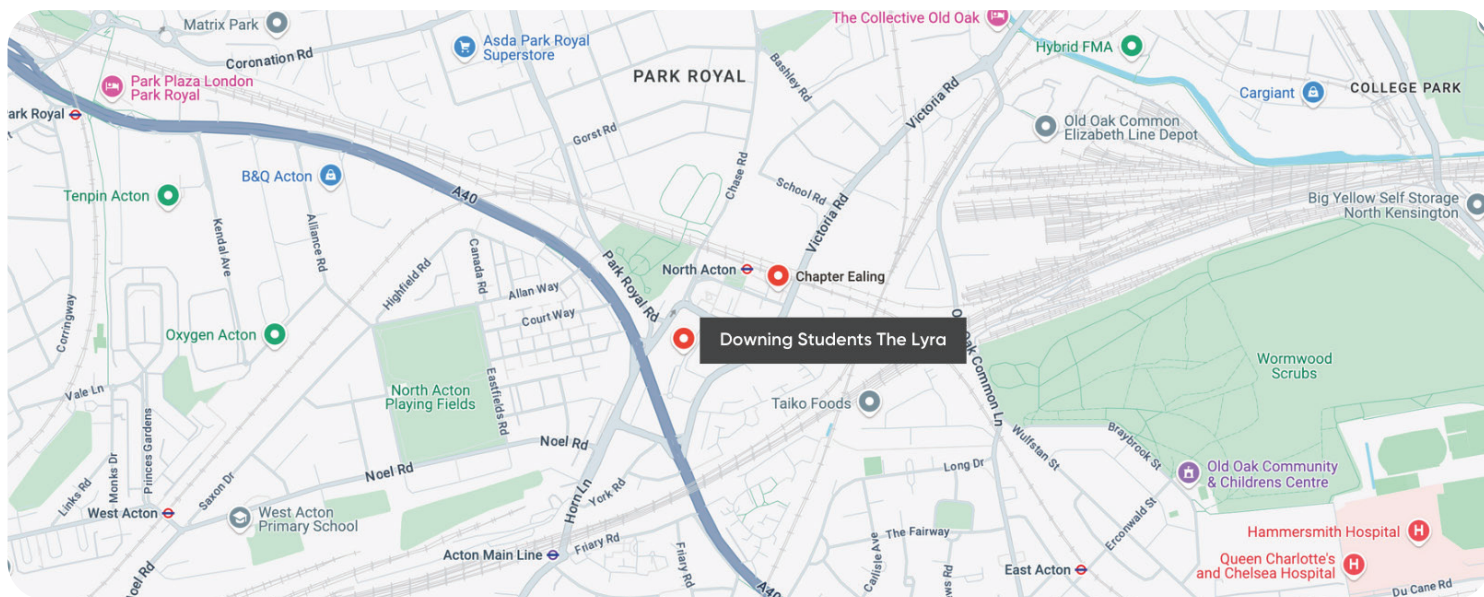 Matrix Park
Coronation Rd
Asda Park Royal
Superstore
The Collective Old Oak
Hybrid FMA
Park Plaza London
Park Royal
PARK ROYAL
Bashley Rd
Victoria Rd
Cargiant
COLLEGE PARK
ark Royal
Gorst Rd
Old Oak Common
Elizabeth Line Depot
B&Q Acton
A40
Chase Rd
School Rd
Tenpin Acton
Big Yellow Self Storage
North Kensington
Kendal Ave
Alliance Rd
Highfield Rd
Canada Rd
Victoria Rd
North Acton
Chapter Ealing
Allan Way
Park Royal Rd
Court Way
Corringway
Oxygen Acton
Downing Students The Lyra
Common Ln
Wormwood
Scrubs
Vale Ln
North Acton
Playing Fields
Eastfields Rd
Taiko Foods
Princes Gardens
Monks Dr
Links Rd
Noel Rd
Noel Rd
Saxon Dr
Wulfstan St
Braybrook St
Long Dr
Old Oak Community
& Childrens Centre
West Acton
West Acton
Primary School
York Rd
Horn Ln
Friary Rd
Acton Main Line
Friary Rd
The Fairway
Erconwald St
Hammersmith Hospital
Carlisle Ave
East Acton
Queen Charlotte's
and Chelsea Hospital
oel Rd
A40
Du Cane Rd